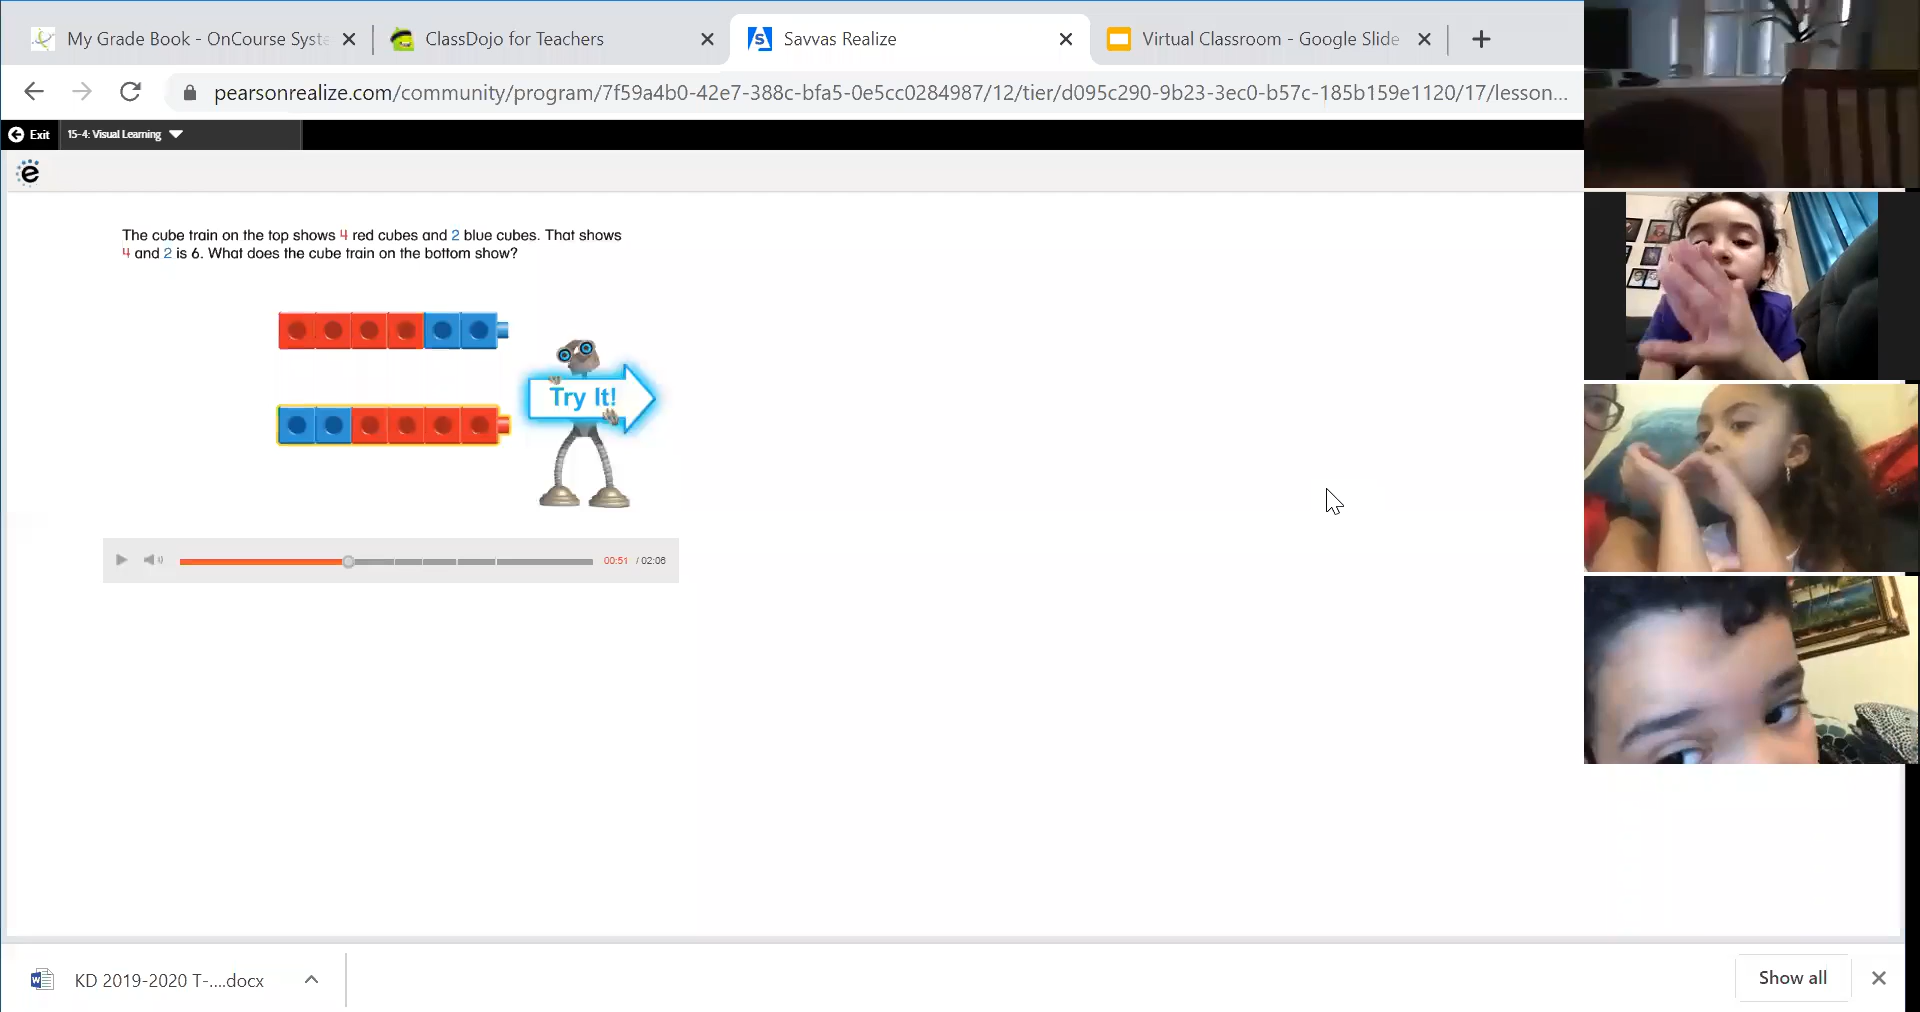 My Grade Book - OnCourse Syste
ClassDojo for Teachers
Savvas Realize
Virtual Classroom - Google Slide
pearsonrealize.com/community/program/7f59a4b0-42e7-388c-bfa5-0e5cc0284987/12/tier/d095c290-9b23-3ec0-b57c-185b159e1120/17/lesson...
Exit
15-4: Visual Learning
e
The cube train on the top shows 4 red cubes and 2 blue cubes. That shows
4 and 2 is 6. What does the cube train on the bottom show?
Try It!
00:51 / 02:06
KD 2019-2020 T-....docx
Show all